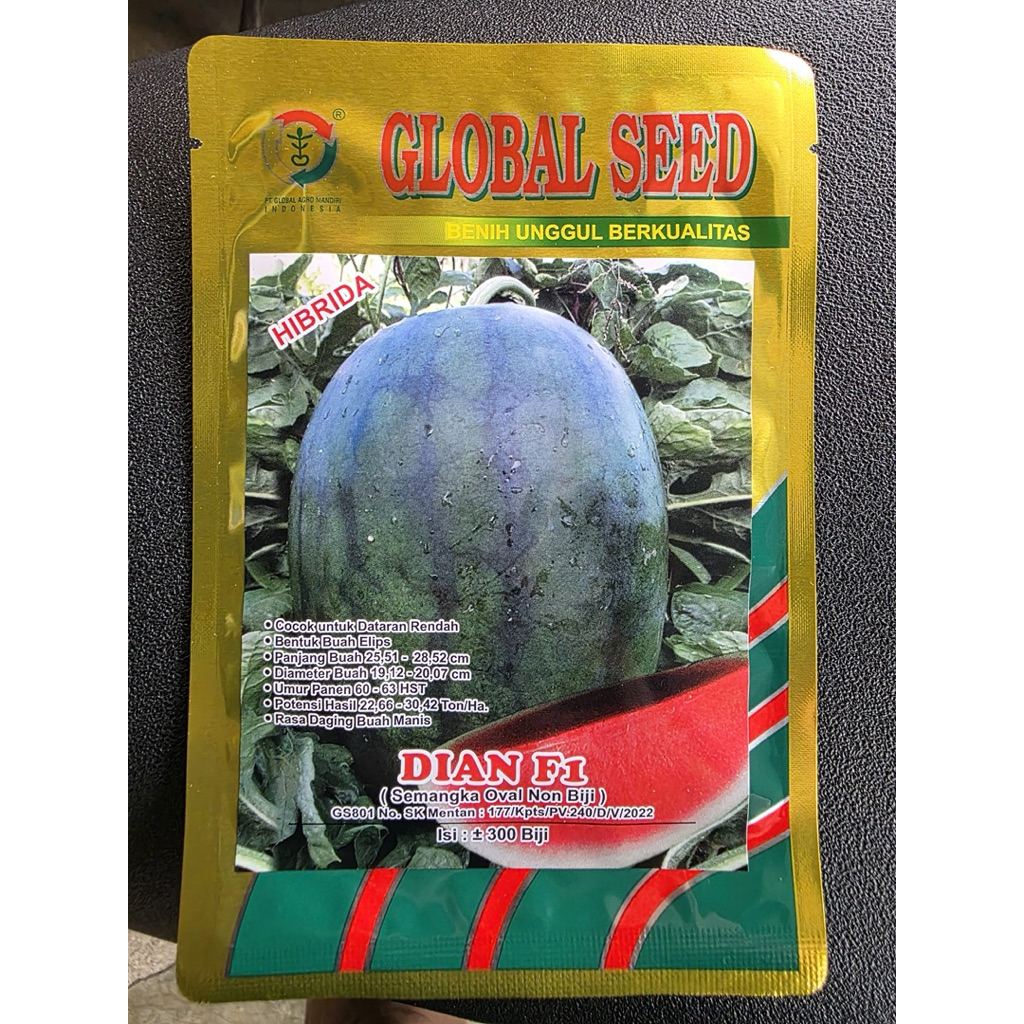 ®
GLOBAL SEED
PT GLOBAL AGRO MANDIRI
INDONESIA
BENIH UNGGUL BERKUALITAS
HIBRIDA
• Cocok untuk Dataran Rendah
• Bentuk Buah Elips
• Panjang Buah 25,51 - 28,52 cm
• Diameter Buah 19,12 - 20,07 cm
• Umur Panen 60 - 63 HST
• Potensi Hasil 22,66 - 30,42 Ton/Ha.
• Rasa Daging Buah Manis
DIAN F1
( Semangka Oval Non Biji )
GS801 No. SK Mentan : 177/Kpts/PV.240/D/V/2022
Isi : ± 300 Biji